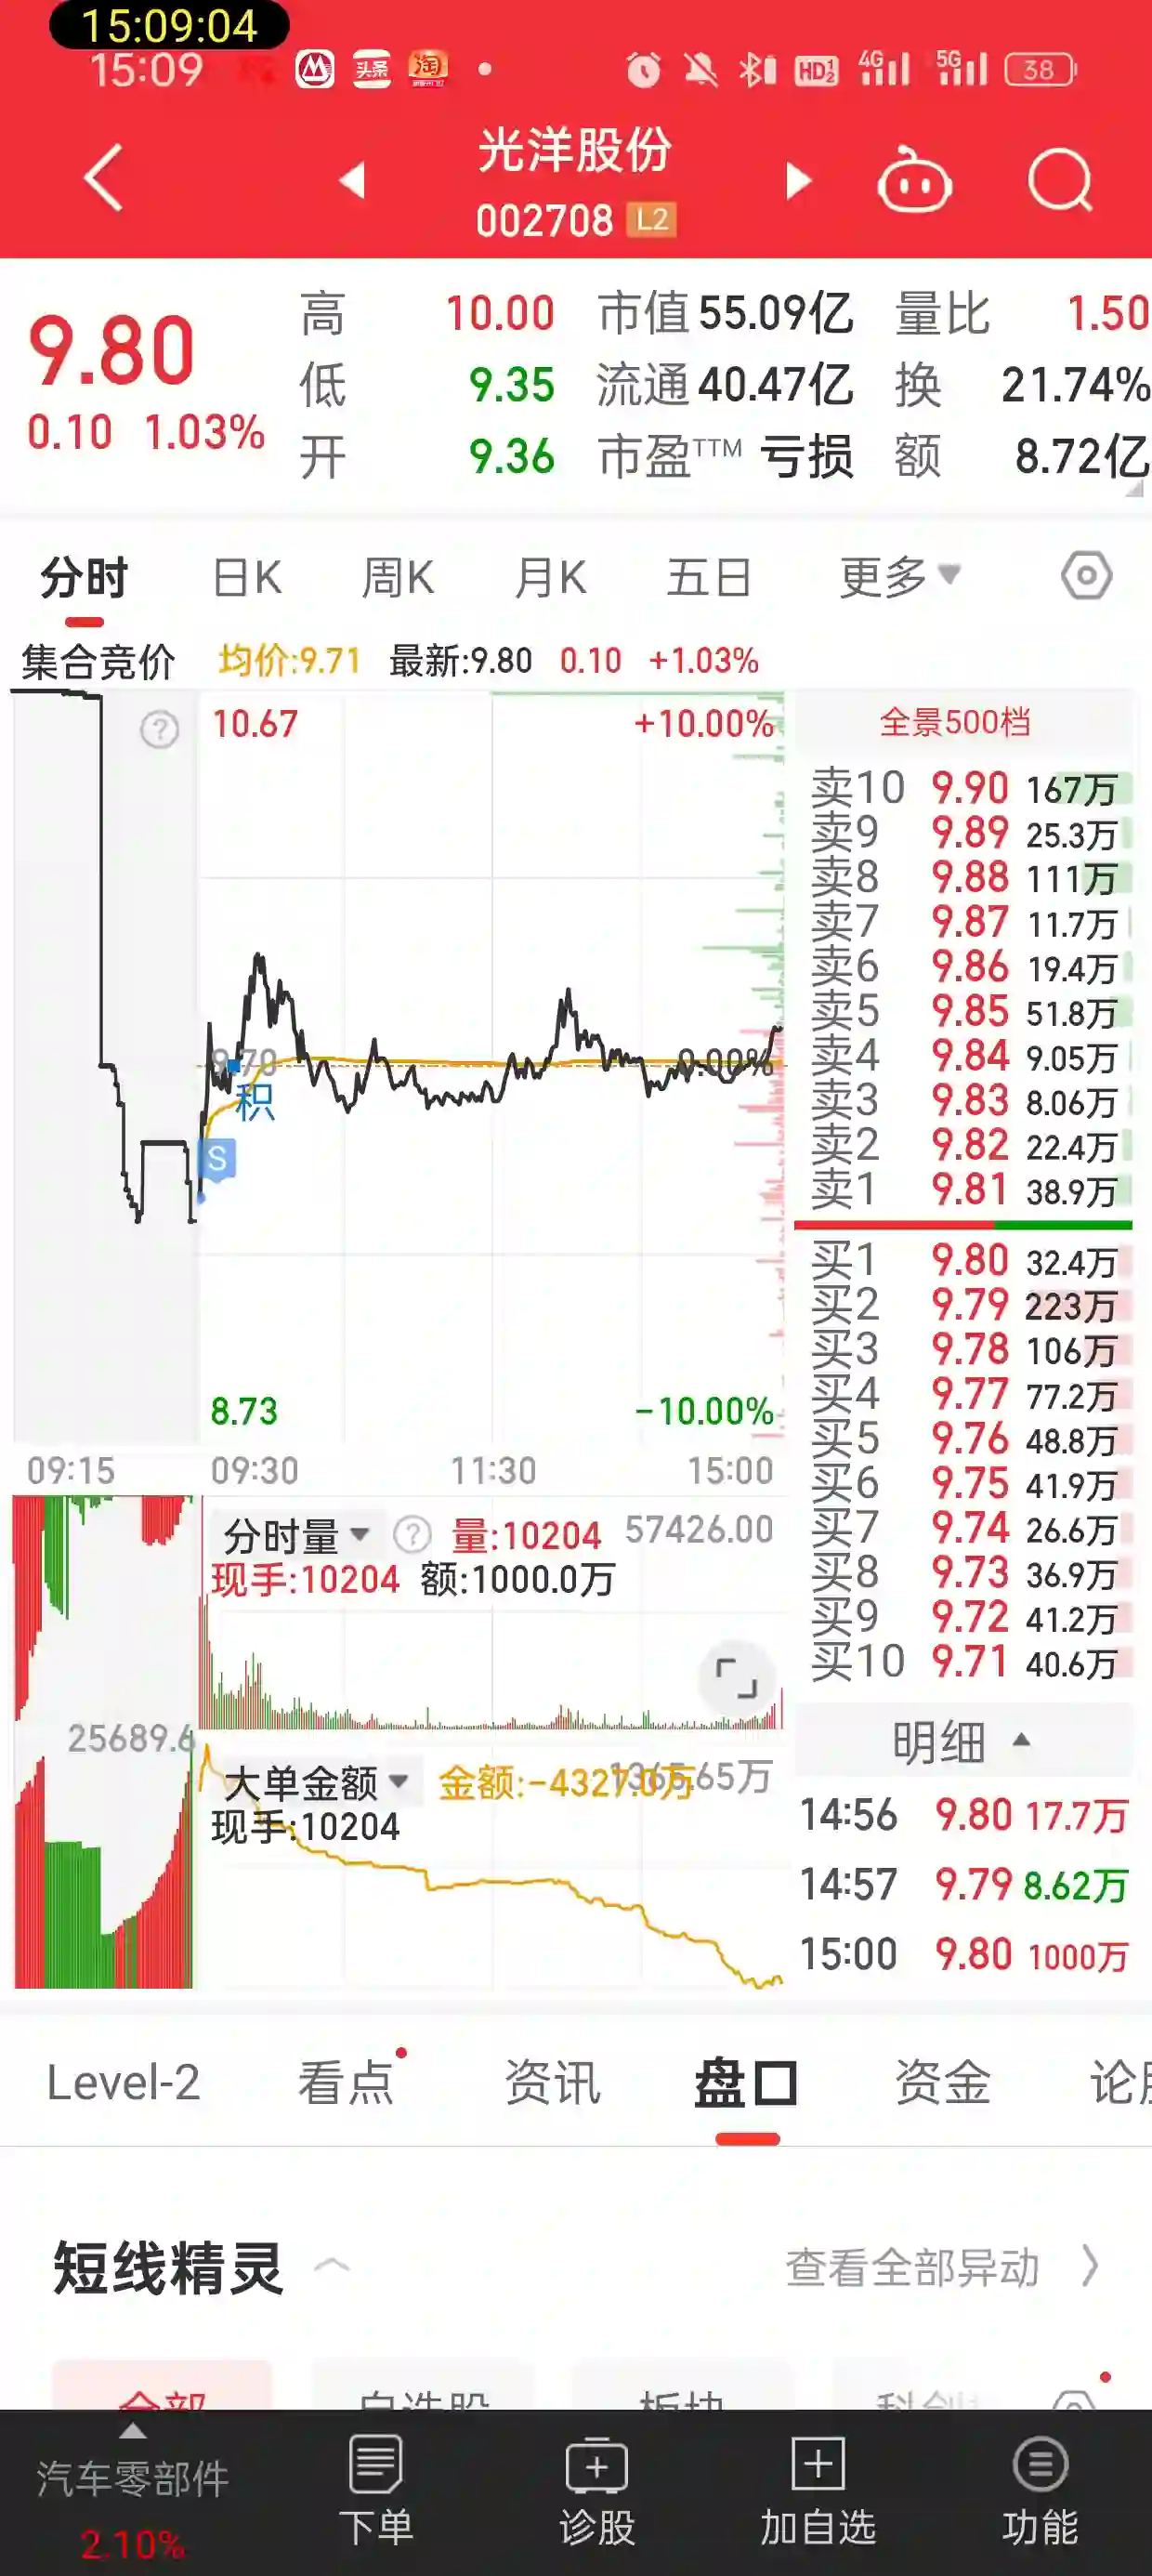 15:09:04
15:09 头条 淘 HD 4G 5G 38
光洋股份
002708 L2
9.80
0.10 1.03%
高 10.00 市值 55.09亿 量比 1.50
低 9.35 流通 40.47亿 换 21.74%
开 9.36 市盈TTM 亏损 额 8.72亿
分时 日K 周K 月K 五日 更多
集合竞价 均价:9.71 最新:9.80 0.10 +1.03%
10.67 +10.00%
9.70 0.00%
积
S
8.73 -10.00%
09:15 09:30 11:30 15:00
全景500档
卖10 9.90 167万
卖9 9.89 25.3万
卖8 9.88 111万
卖7 9.87 11.7万
卖6 9.86 19.4万
卖5 9.85 51.8万
卖4 9.84 9.05万
卖3 9.83 8.06万
卖2 9.82 22.4万
卖1 9.81 38.9万
买1 9.80 32.4万
买2 9.79 223万
买3 9.78 106万
买4 9.77 77.2万
买5 9.76 48.8万
买6 9.75 41.9万
买7 9.74 26.6万
买8 9.73 36.9万
买9 9.72 41.2万
买10 9.71 40.6万
分时量 ? 量:10204 57426.00
现手:10204 额:1000.0万
25689.6
大单金额 金额:-4327.0万
现手:10204
明细
14:56 9.80 17.7万
14:57 9.79 8.62万
15:00 9.80 1000万
Level-2 看点 资讯 盘口 资金 论股
短线精灵 查看全部异动
全部 自选股 板块 科创
汽车零部件
2.10%
下单 诊股 加自选 功能